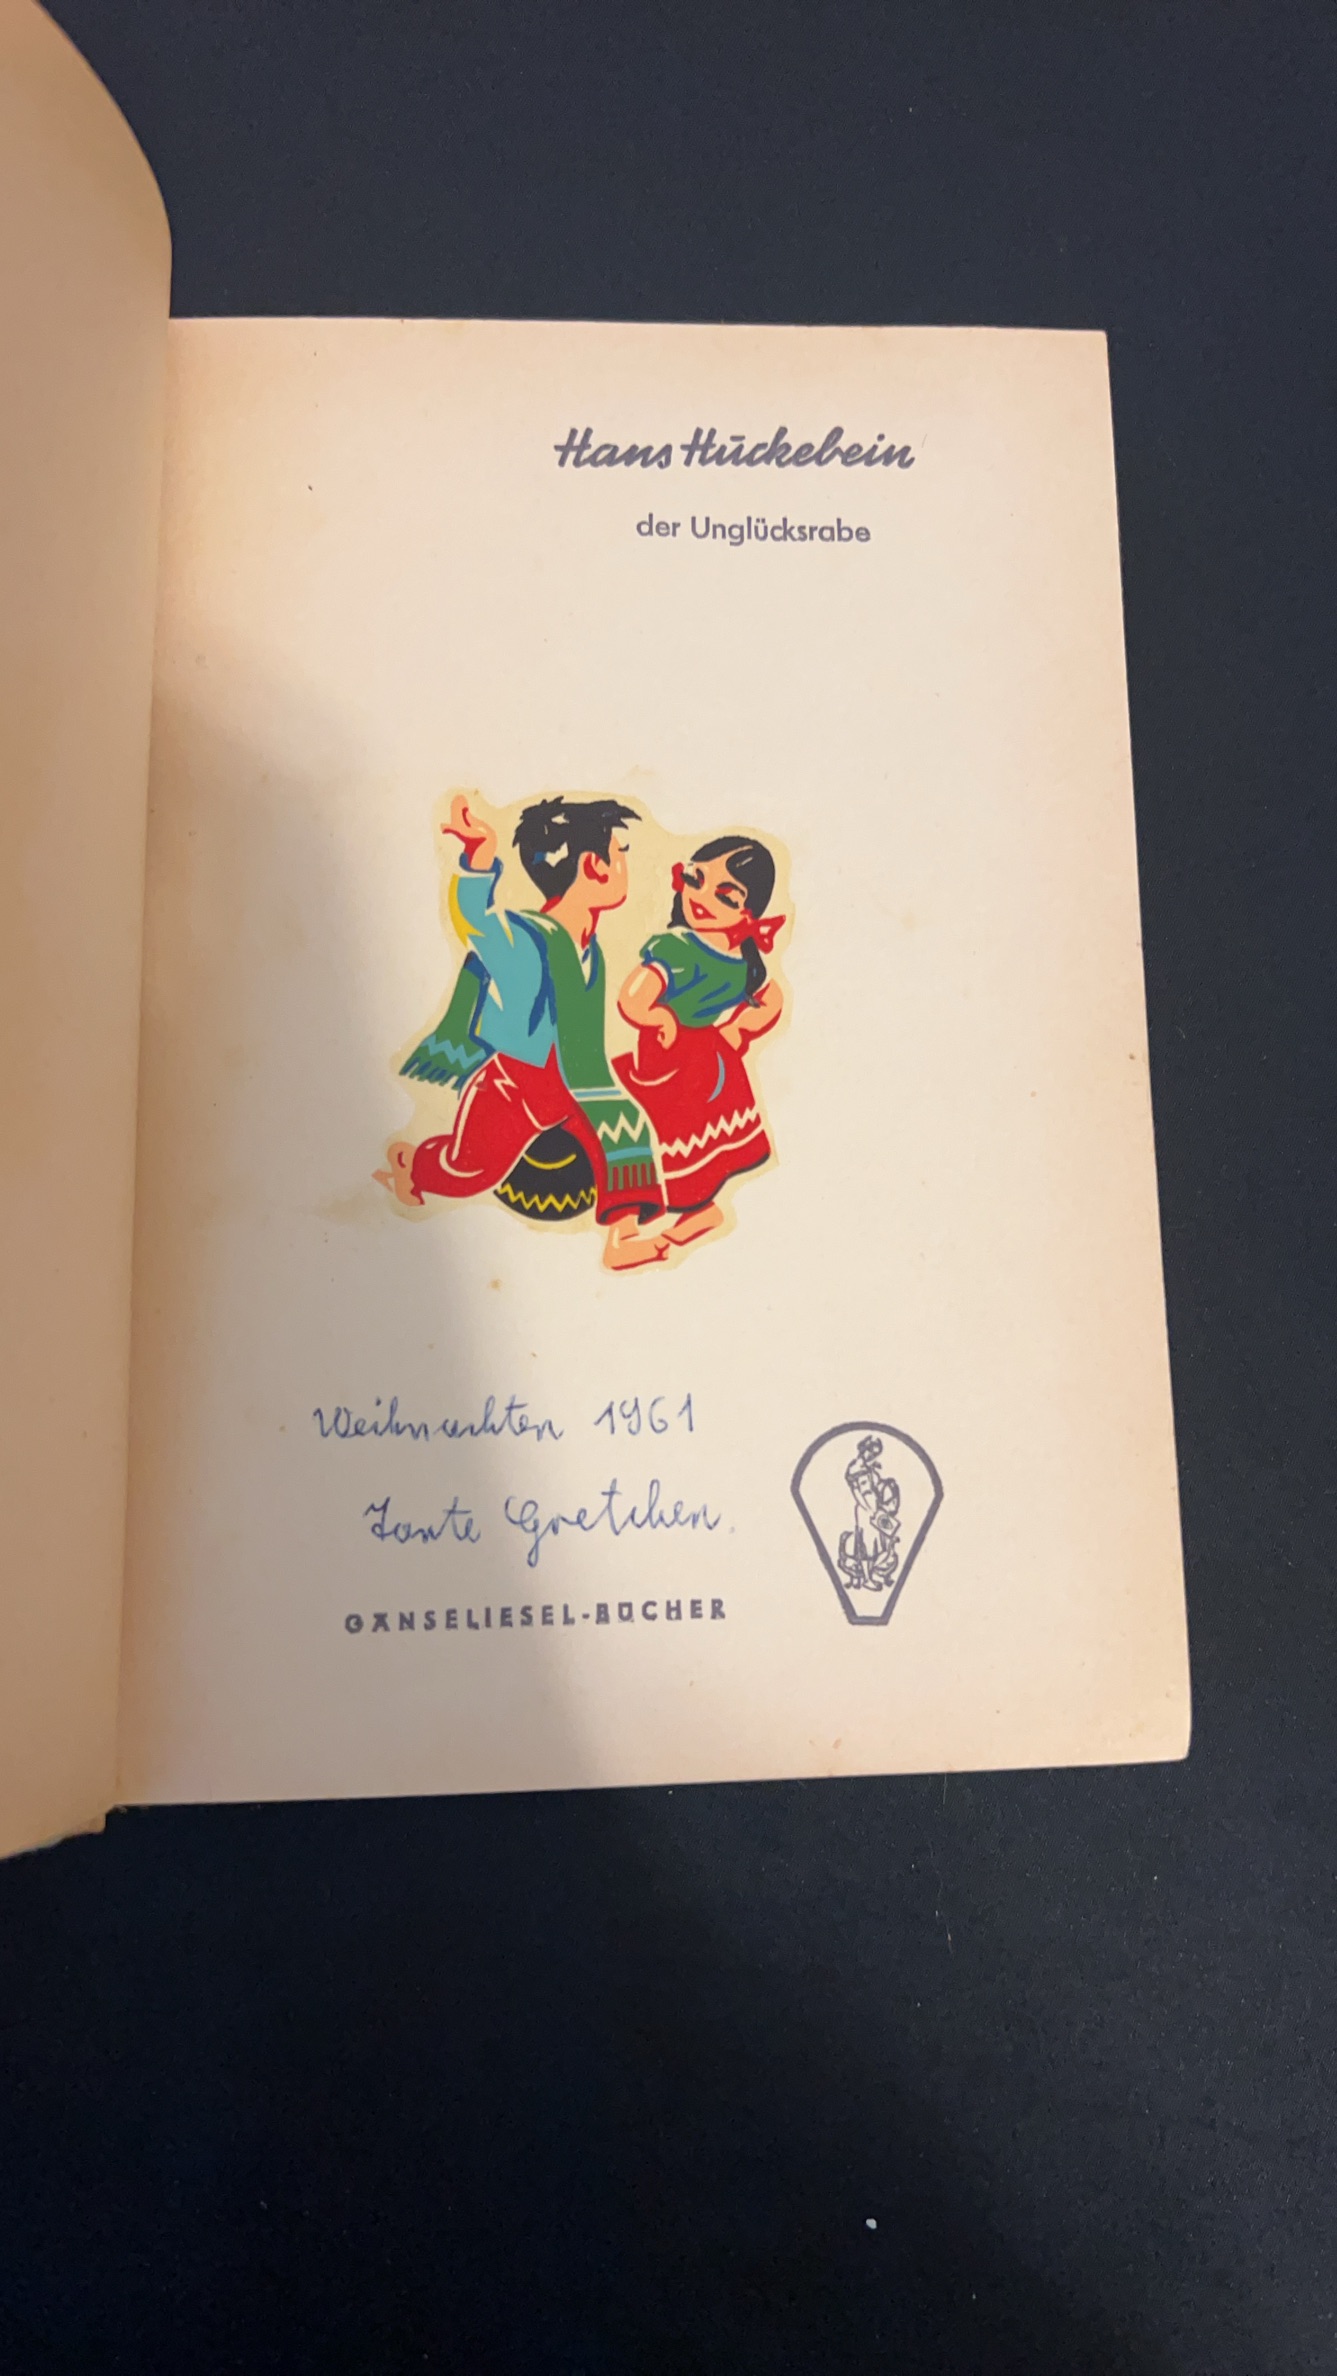 Hans Huckebein
der Unglücksrabe
Weihnachten 1961
Tante Gretchen.
GÄNSELIESEL-BÜCHER